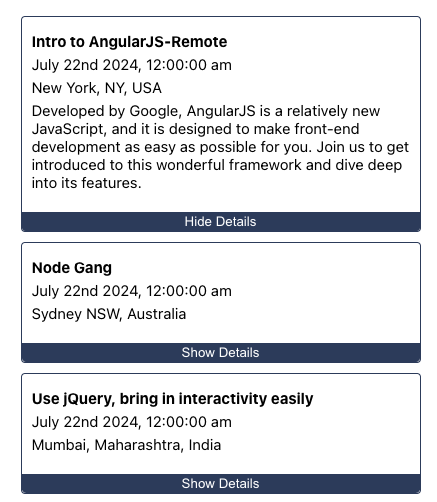 Intro to AngularJS-Remote
July 22nd 2024, 12:00:00 am
New York, NY, USA
Developed by Google, AngularJS is a relatively new
JavaScript, and it is designed to make front-end
development as easy as possible for you. Join us to get
introduced to this wonderful framework and dive deep
into its features.
Hide Details
Node Gang
July 22nd 2024, 12:00:00 am
Sydney NSW, Australia
Show Details
Use jQuery, bring in interactivity easily
July 22nd 2024, 12:00:00 am
Mumbai, Maharashtra, India
Show Details